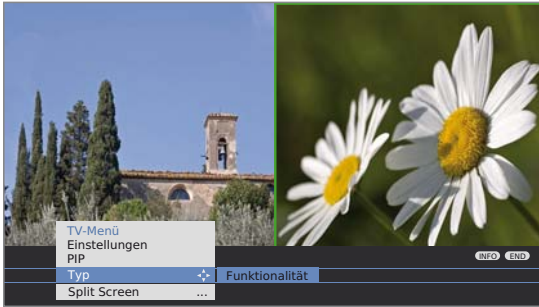 TV-Menü
Einstellungen
PIP
INFO END
Typ Funktionalität
Split Screen ...